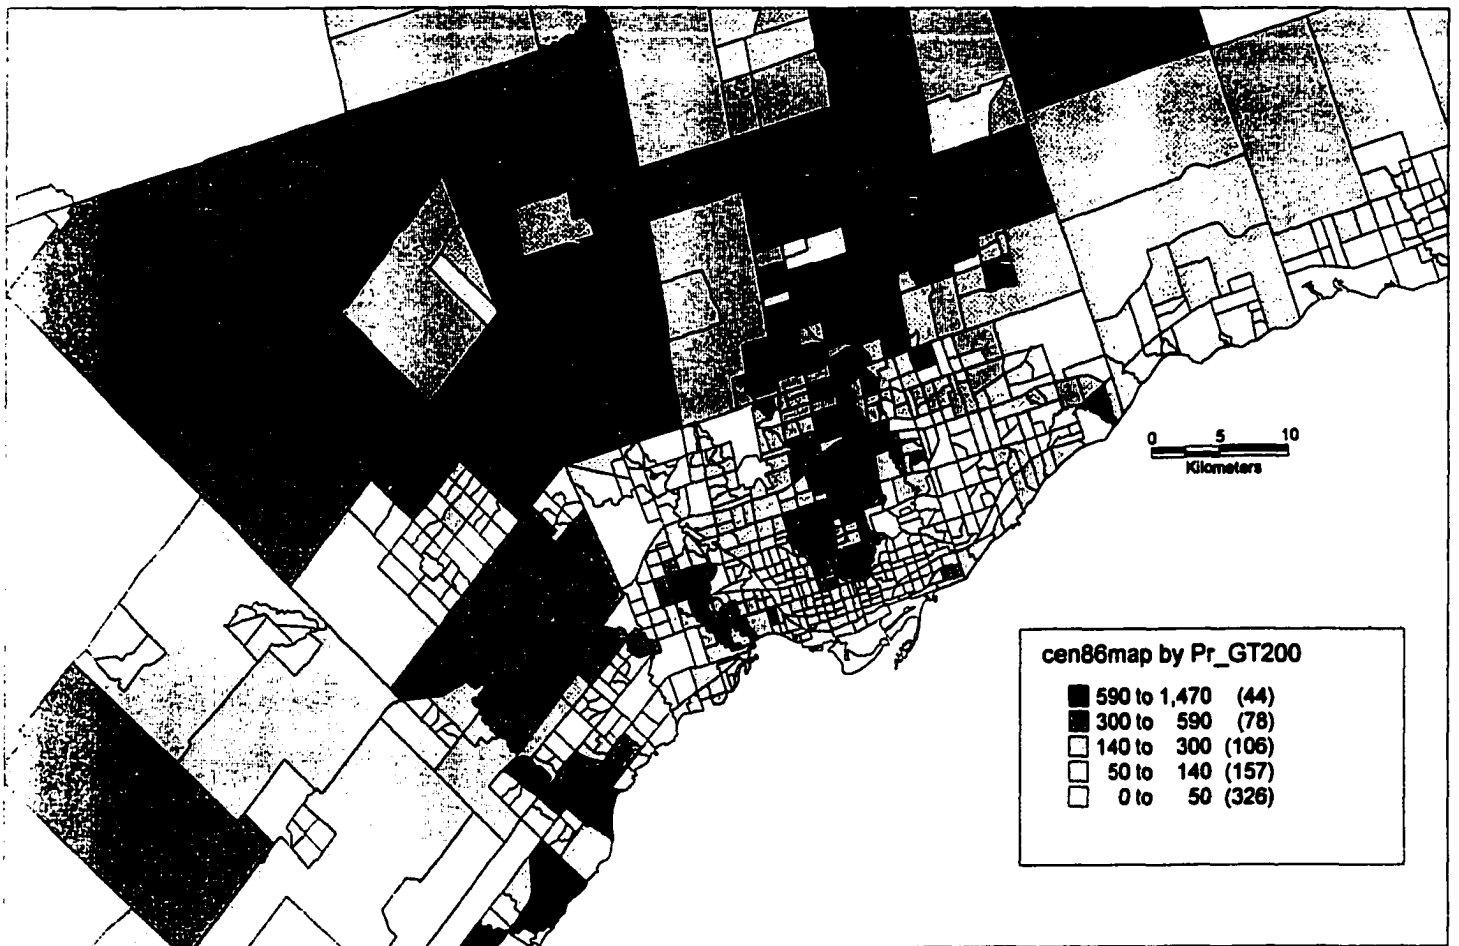 0 5 10
Kilometers
cen86map by Pr_GT200
590 to 1,470 (44)
300 to 590 (78)
140 to 300 (106)
50 to 140 (157)
0 to 50 (326)